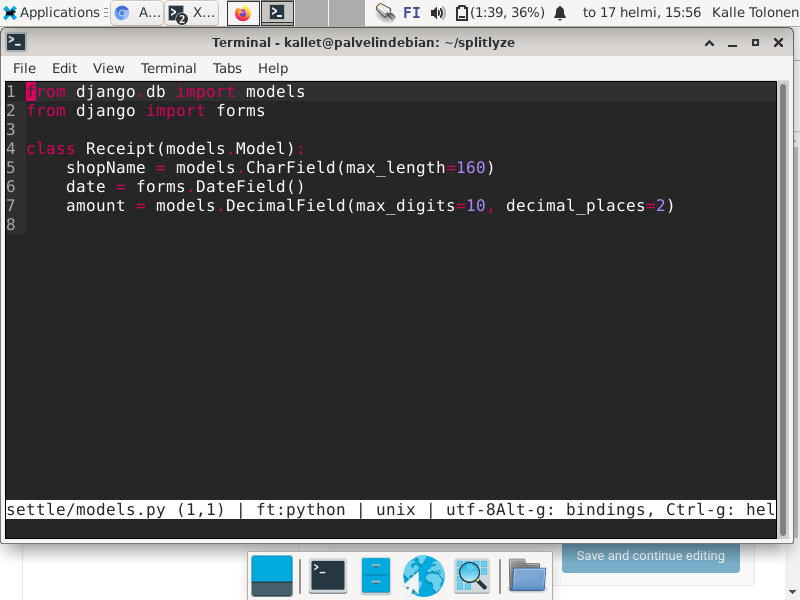 Applications A... X... 2 FI (1:39, 36%) to 17 helmi, 15:56 Kalle Tolonen
Terminal - kallet@palvelindebian: ~/splitlyze
File Edit View Terminal Tabs Help
1 from django.db import models
2 from django import forms
3
4 class Receipt(models.Model):
5     shopName = models.CharField(max_length=160)
6     date = forms.DateField()
7     amount = models.DecimalField(max_digits=10, decimal_places=2)
8
settle/models.py (1,1) | ft:python | unix | utf-8Alt-g: bindings, Ctrl-g: hel
Save and continue editing